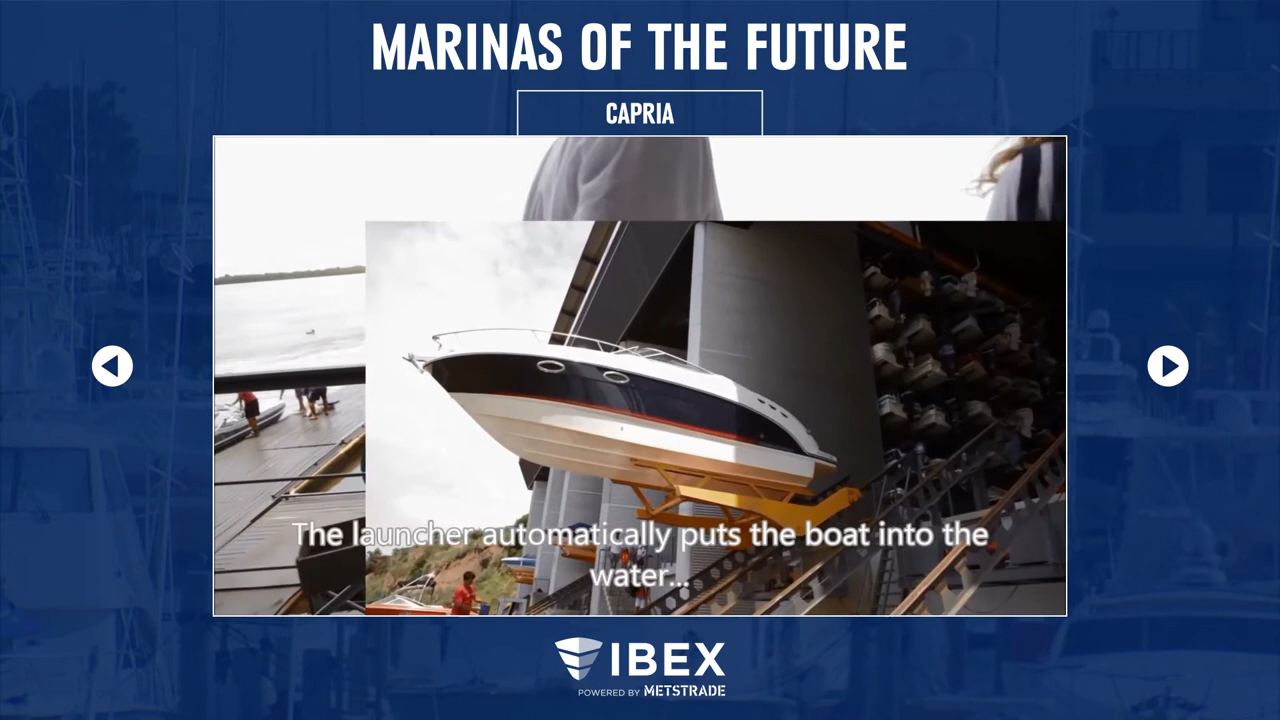 MARINAS OF THE FUTURE
CAPRIA
The launcher automatically puts the boat into the
water...
IBEX
POWERED BY METSTRADE